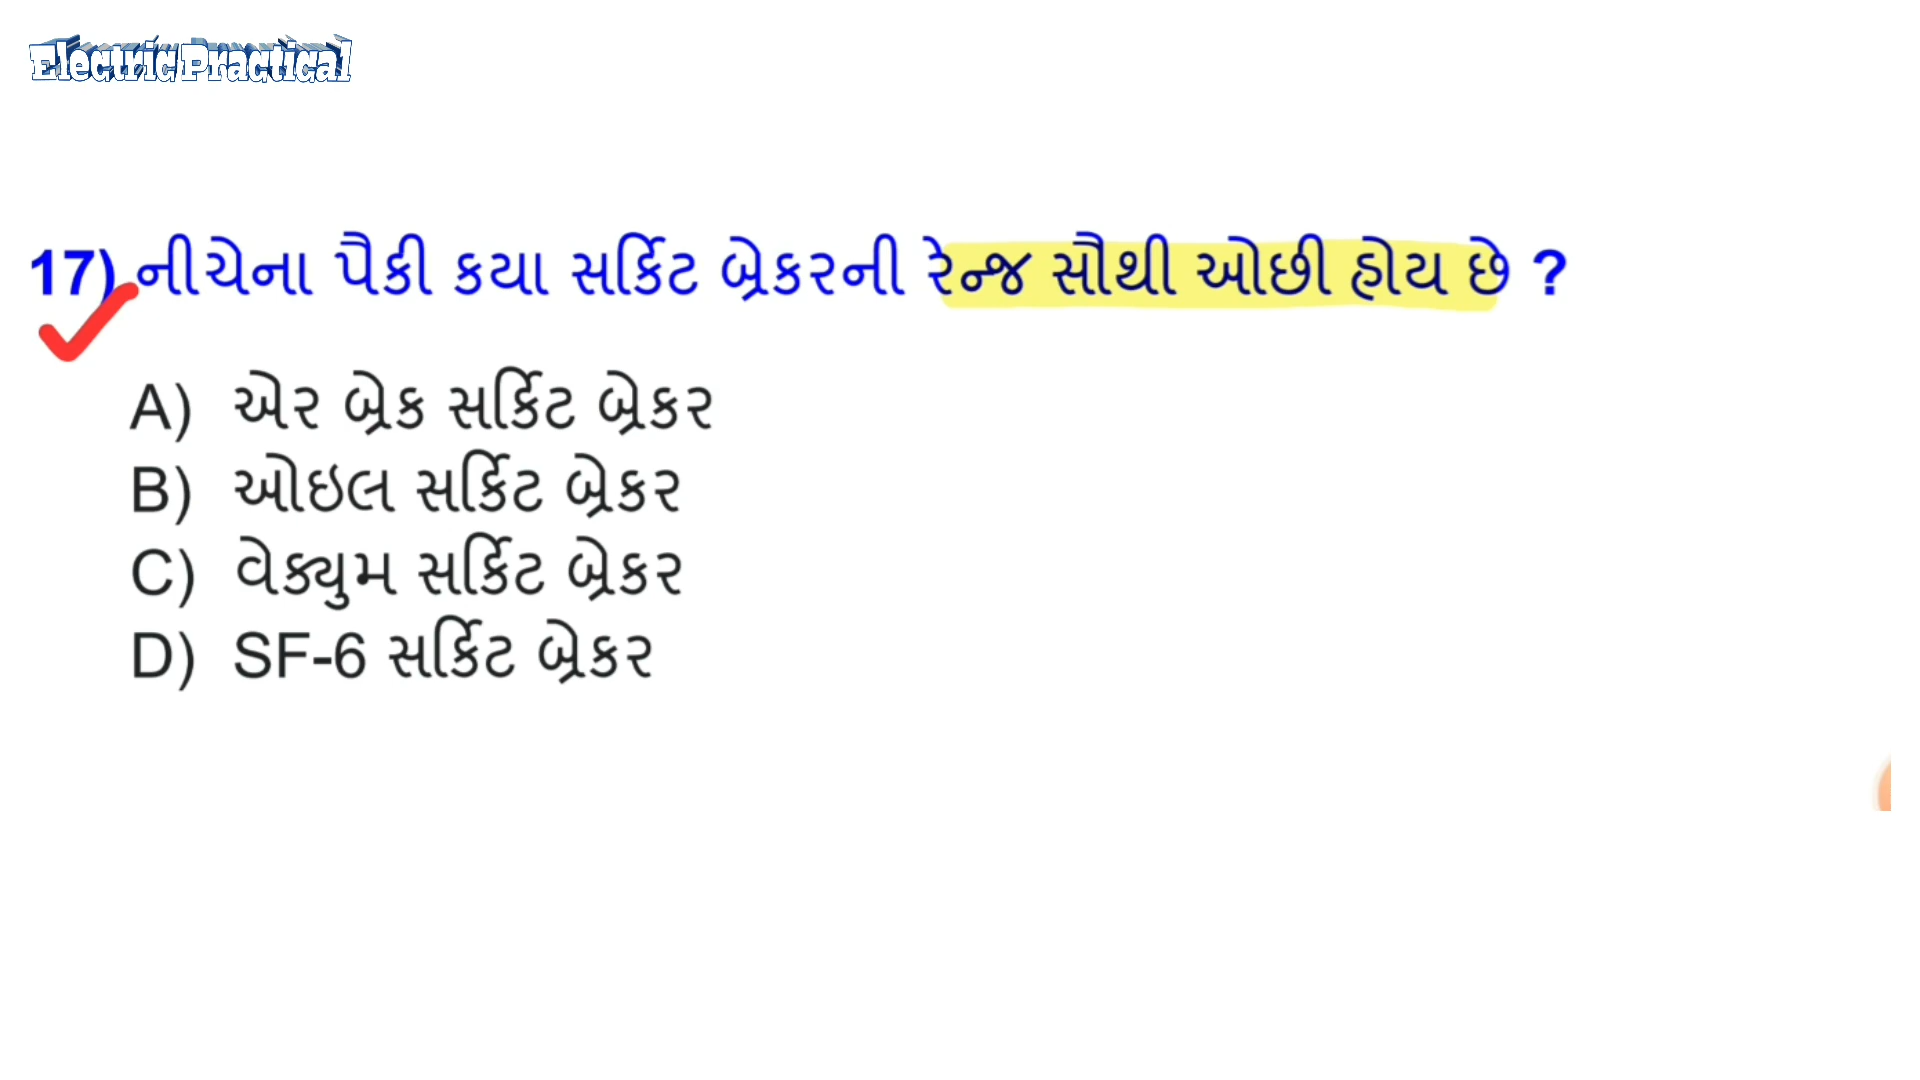 Electric Practical
17) નીચેના પૈકી કયા સર્કિટ બ્રેકરની રેન્જ સૌથી ઓછી હોય છે ?
A) એર બ્રેક સર્કિટ બ્રેકર
B) ઓઇલ સર્કિટ બ્રેકર
C) વેક્યુમ સર્કિટ બ્રેકર
D) SF-6 સર્કિટ બ્રેકર